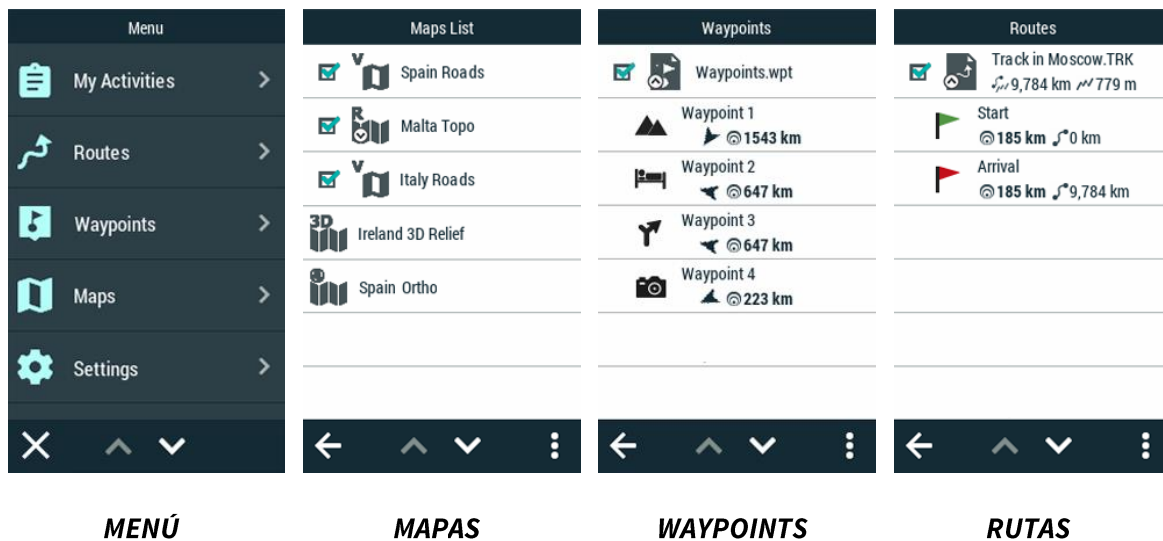 Menu
My Activities
Routes
Waypoints
Maps
Settings
Maps List
V
Spain Roads
R
Malta Topo
V
Italy Roads
3D
Ireland 3D Relief
Spain Ortho
Waypoints
Waypoints.wpt
Waypoint 1
1543 km
Waypoint 2
647 km
Waypoint 3
647 km
Waypoint 4
223 km
Routes
Track in Moscow.TRK
9,784 km 779 m
Start
185 km 0 km
Arrival
185 km 9,784 km
MENÚ
MAPAS
WAYPOINTS
RUTAS